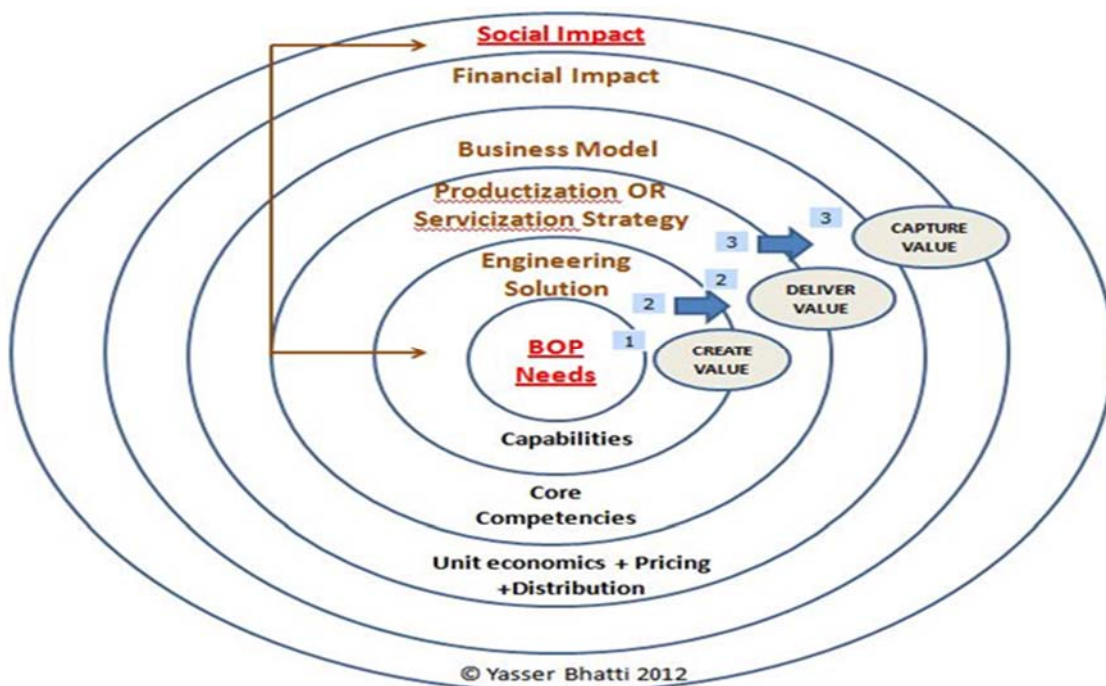 Social Impact
Financial Impact
Business Model
Productization OR
Servicization Strategy
Engineering
Solution
BOP
Needs
1
2
2
3
3
CREATE
VALUE
DELIVER
VALUE
CAPTURE
VALUE
Capabilities
Core
Competencies
Unit economics + Pricing
+Distribution
© Yasser Bhatti 2012